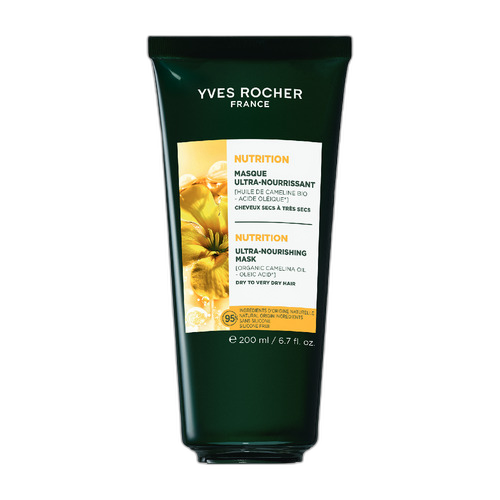 YVES ROCHER
FRANCE
NUTRITION
MASQUE
ULTRA-NOURRISSANT
[HUILE DE CAMELINE BIO
- ACIDE OLÉIQUE*]
CHEVEUX SECS À TRÈS SECS
NUTRITION
ULTRA-NOURISHING
MASK
[ORGANIC CAMELINA OIL
- OLEIC ACID*]
DRY TO VERY DRY HAIR
95%
INGRÉDIENTS D'ORIGINE NATURELLE
NATURAL ORIGIN INGREDIENTS
SANS SILICONE
SILICONE FREE
e 200 ml / 6.7 fl. oz.